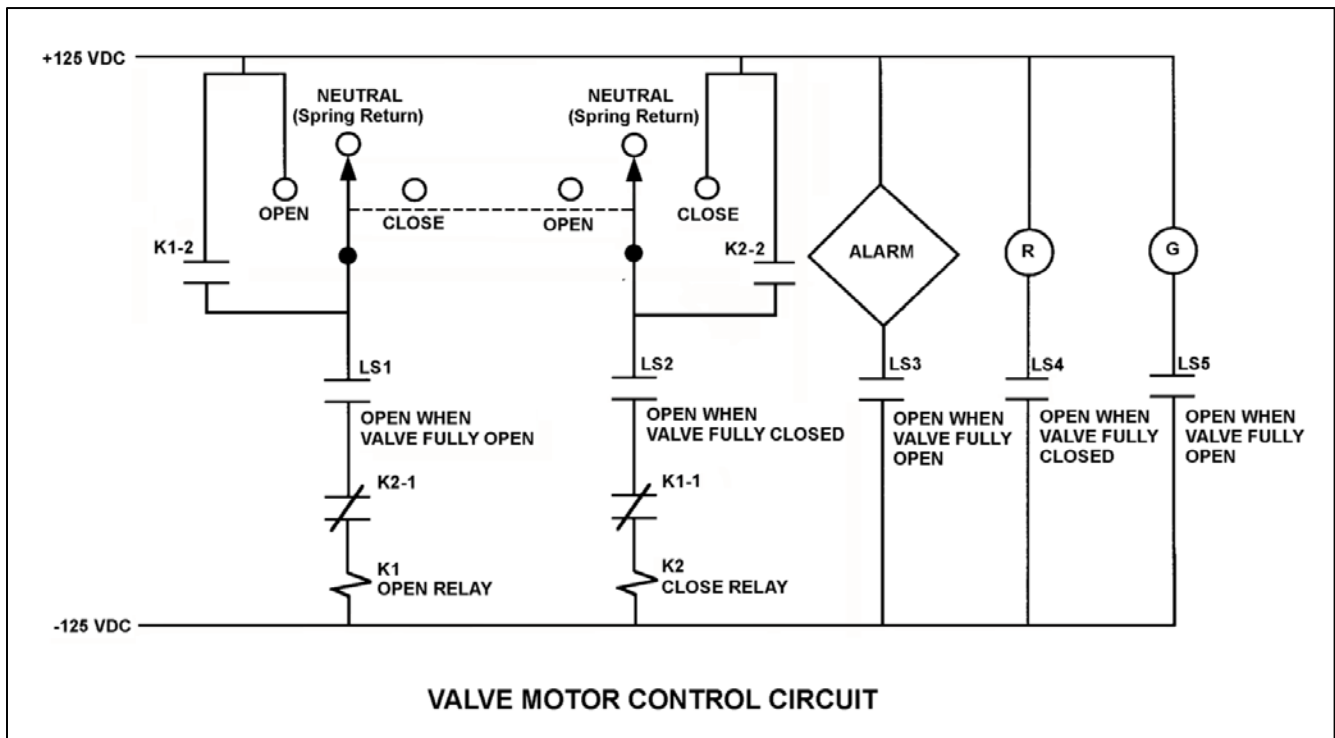 +125 VDC
NEUTRAL
(Spring Return)
NEUTRAL
(Spring Return)
OPEN
CLOSE
OPEN
CLOSE
K1-2
K2-2
ALARM
R
G
LS1
OPEN WHEN
VALVE FULLY OPEN
LS2
OPEN WHEN
VALVE FULLY CLOSED
LS3
OPEN WHEN
VALVE FULLY
OPEN
LS4
OPEN WHEN
VALVE FULLY
CLOSED
LS5
OPEN WHEN
VALVE FULLY
OPEN
K2-1
K1-1
K1
OPEN RELAY
K2
CLOSE RELAY
-125 VDC
VALVE MOTOR CONTROL CIRCUIT